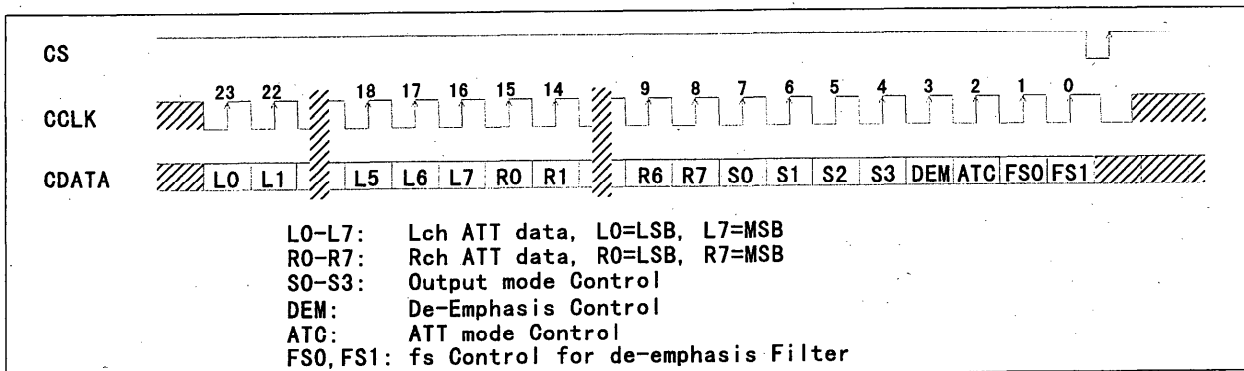 CS
23 22 18 17 16 15 14 9 8 7 6 5 4 3 2 1 0
CCLK
CDATA L0 L1 L5 L6 L7 R0 R1 R6 R7 S0 S1 S2 S3 DEM ATC FS0 FS1
L0-L7: Lch ATT data, L0=LSB, L7=MSB
R0-R7: Rch ATT data, R0=LSB, R7=MSB
S0-S3: Output mode Control
DEM: De-Emphasis Control
ATC: ATT mode Control
FS0,FS1: fs Control for de-emphasis Filter